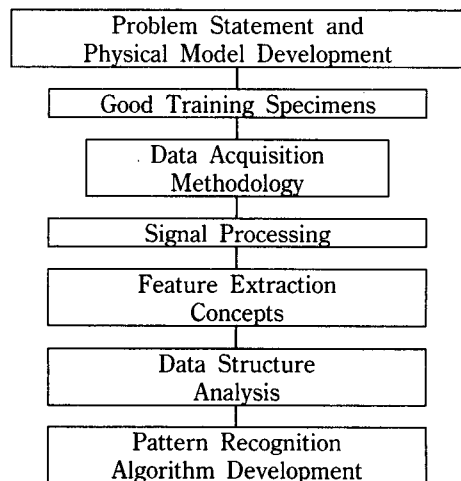 Problem Statement and
Physical Model Development
Good Training Specimens
Data Acquisition
Methodology
Signal Processing
Feature Extraction
Concepts
Data Structure
Analysis
Pattern Recognition
Algorithm Development